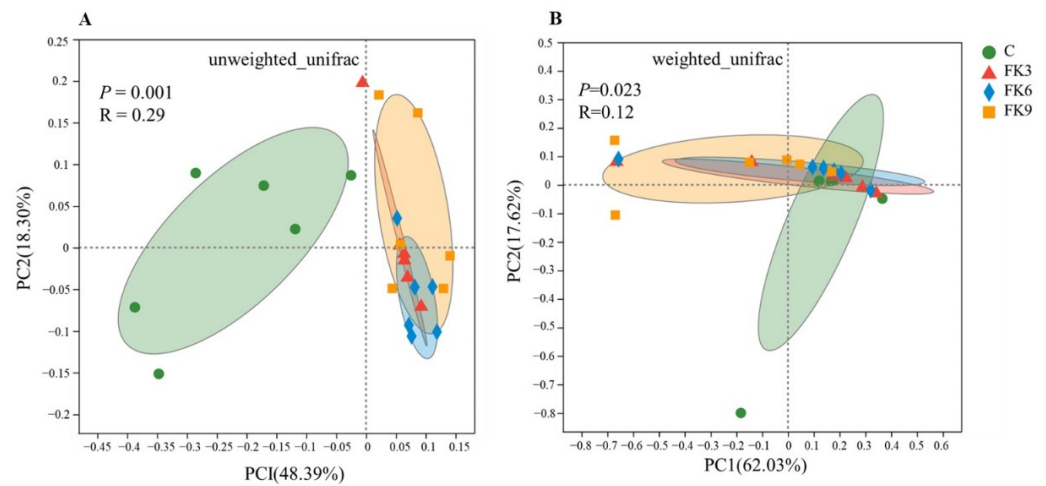 A
unweighted_unifrac
P = 0.001
R = 0.29
0.25
0.2
0.15
0.1
0.05
0
−0.05
−0.1
−0.15
−0.2
PC2(18.30%)
−0.45 −0.4 −0.35 −0.3 −0.25 −0.2 −0.15 −0.1 −0.05 0 0.05 0.1 0.15
PCI(48.39%)
B
weighted_unifrac
P=0.023
R=0.12
0.5
0.4
0.3
0.2
0.1
0
−0.1
−0.2
−0.3
−0.4
−0.5
−0.6
−0.7
−0.8
PC2(17.62%)
−0.8 −0.7 −0.6 −0.5 −0.4 −0.3 −0.2 −0.1 0 0.1 0.2 0.3 0.4 0.5 0.6
PC1(62.03%)
C
FK3
FK6
FK9